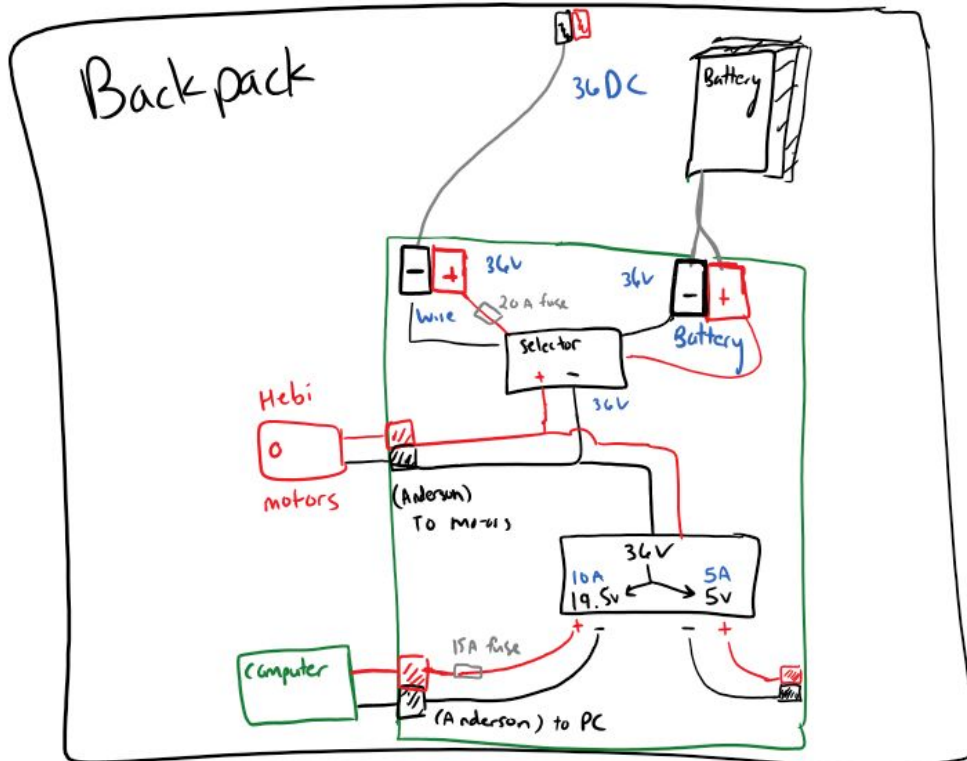 Backpack
36DC
Battery
- +
36V
36V
- +
20A fuse
Wire
Selector
+ -
Battery
36V
Hebi
motors
(Anderson)
To motors
36V
10A
19.5v
5A
5v
+ - - +
15A fuse
Computer
(Anderson) to PC